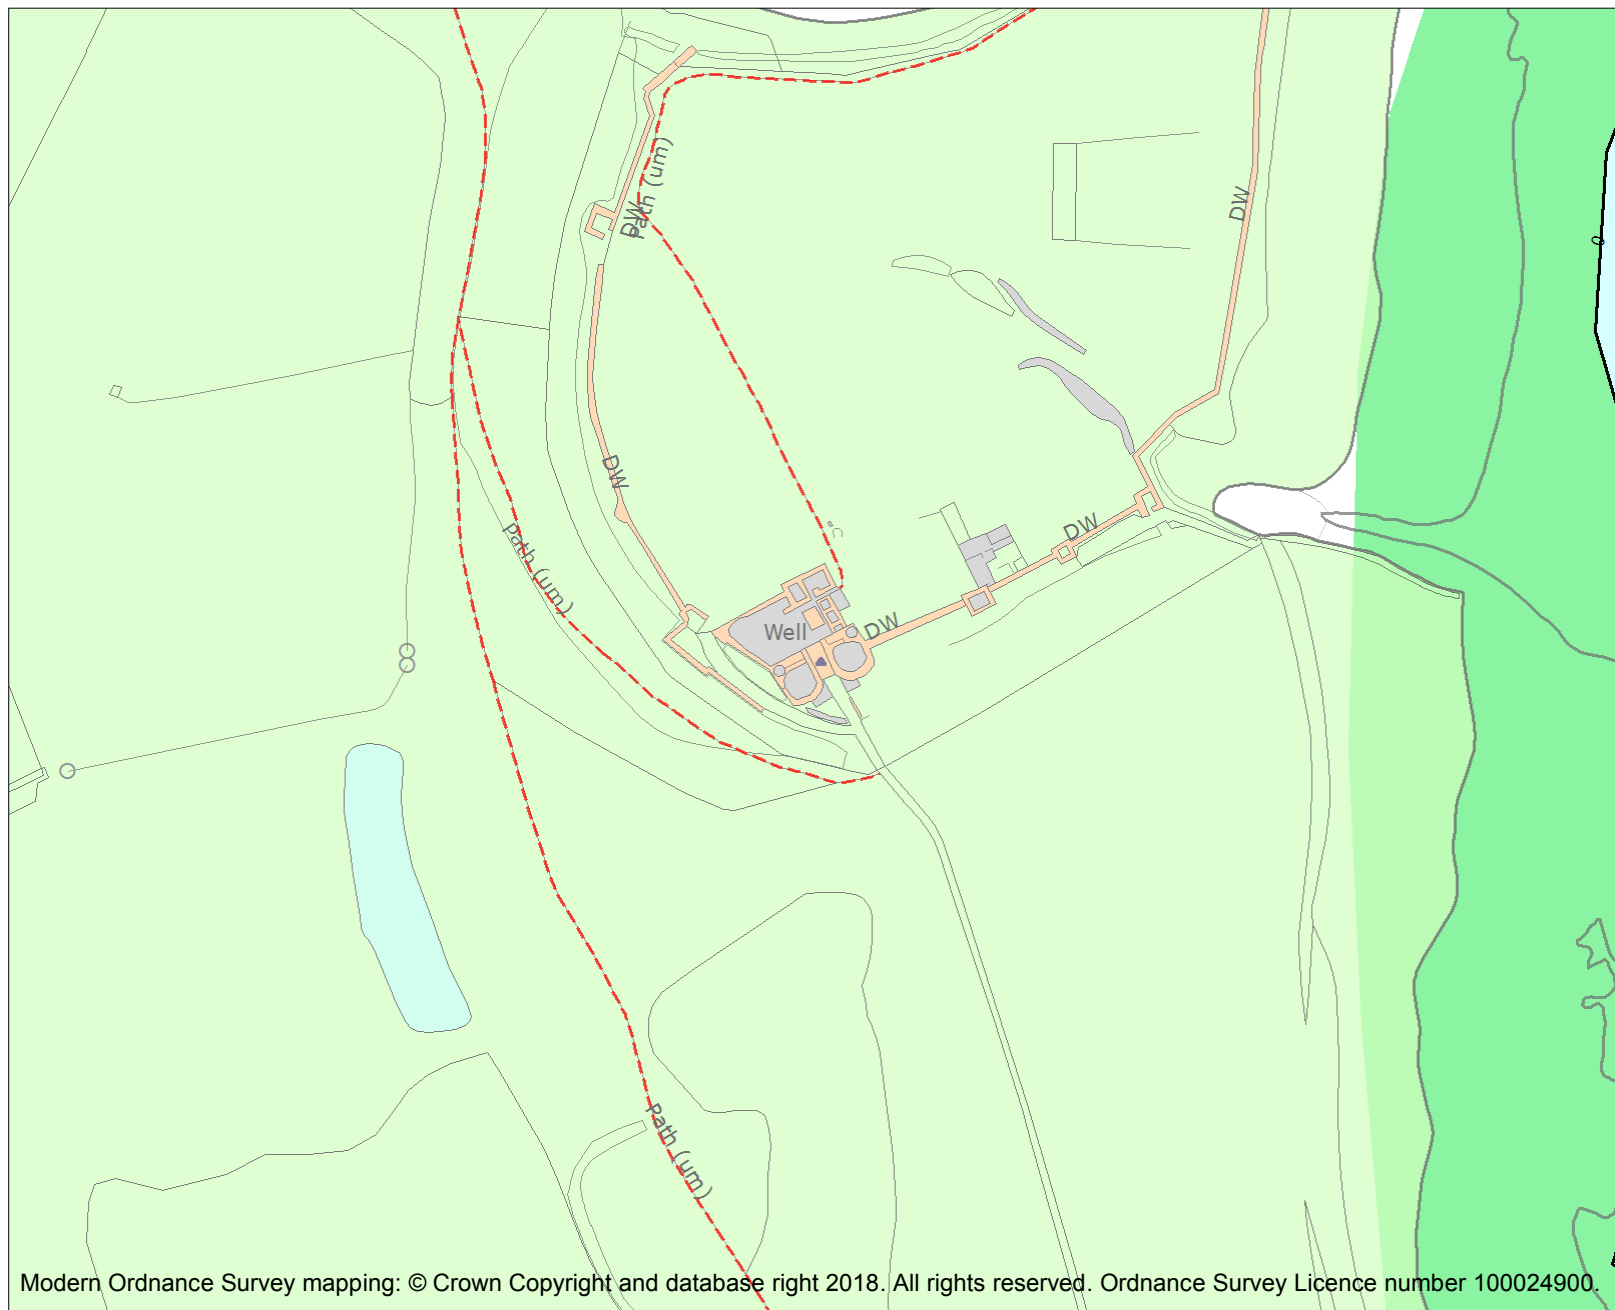 Path (um)
DW
DW
0
DW
Path (um)
DW
Well
DW
Path (um)
Modern Ordnance Survey mapping: © Crown Copyright and database right 2018. All rights reserved. Ordnance Survey Licence number 100024900.